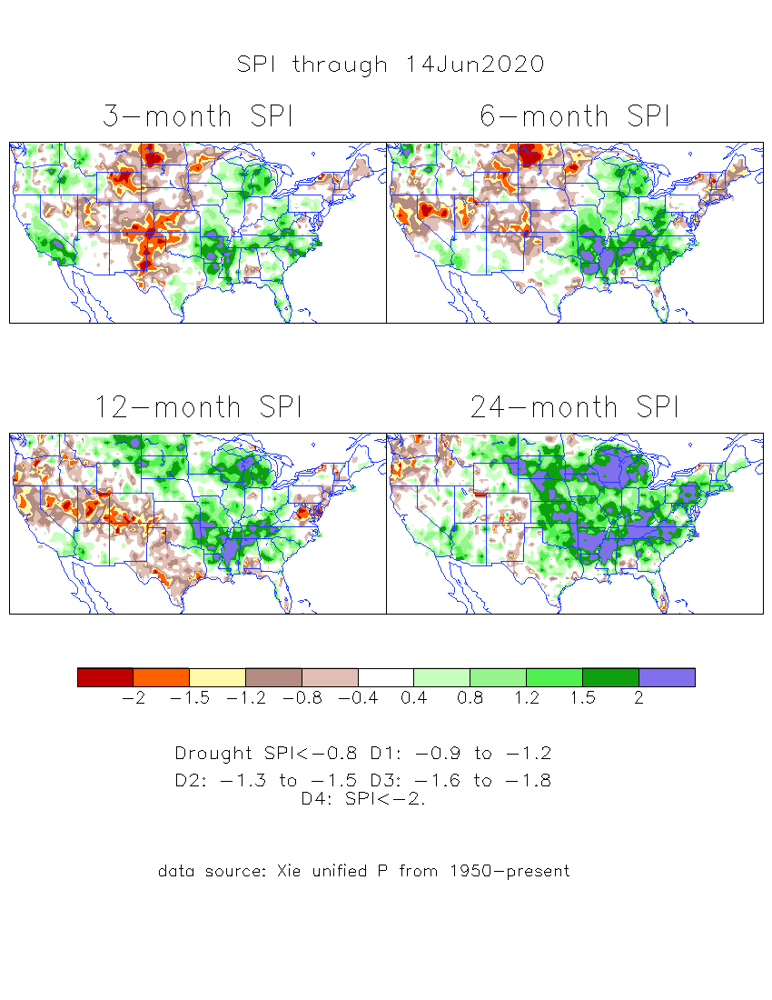 SPI through 14Jun2020
3-month SPI
6-month SPI
12-month SPI
24-month SPI
-2 -1.5 -1.2 -0.8 -0.4 0.4 0.8 1.2 1.5 2
Drought SPI<-0.8 D1: -0.9 to -1.2
D2: -1.3 to -1.5 D3: -1.6 to -1.8
D4: SPI<-2.
data source: Xie unified P from 1950-present